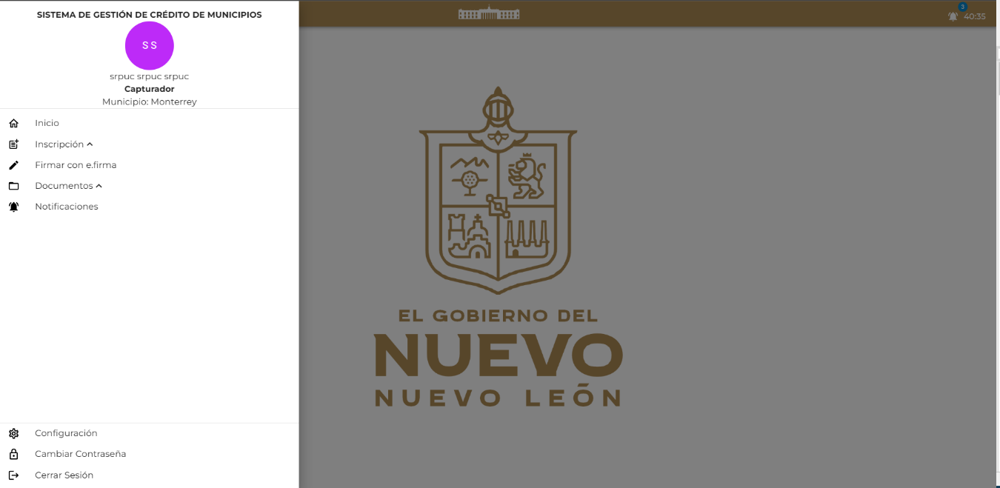 SISTEMA DE GESTIÓN DE CRÉDITO DE MUNICIPIOS
S S
srpuc srpuc srpuc
Capturador
Municipio: Monterrey
Inicio
Inscripción
Firmar con e.firma
Documentos
Notificaciones
Configuración
Cambiar Contraseña
Cerrar Sesión
3
40:35
EL GOBIERNO DEL
NUEVO
NUEVO LEÓN